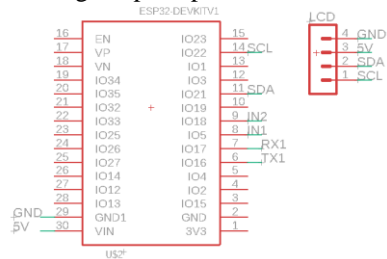 ESP32-DEVKITV1
LCD
16 EN IO23 15
17 VP IO22 14 SCL
18 VN IO1 13
19 IO34 IO3 12
20 IO35 IO21 11 SDA
21 IO32 IO19 10
22 IO33 IO18 9 IN2
23 IO25 IO5 8 IN1
24 IO26 IO17 7 RX1
25 IO27 IO16 6 TX1
26 IO14 IO4 5
27 IO12 IO2 4
28 IO13 IO15 3
GND 29 GND1 GND 2
5V 30 VIN 3V3 1
U$2
4 GND
3 5V
2 SDA
1 SCL